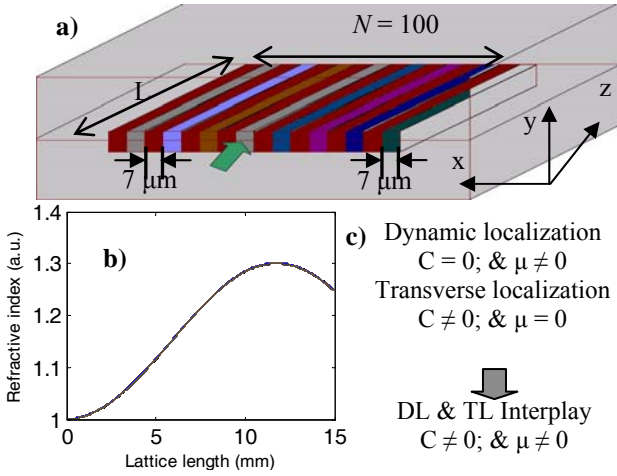 a)
N = 100
L
y
z
x
7 μm
7 μm
b)
Refractive index (a.u.)
1.4
1.3
1.2
1.1
1
0
5
10
15
Lattice length (mm)
c)
Dynamic localization
C = 0; & μ ≠ 0
Transverse localization
C ≠ 0; & μ = 0
DL & TL Interplay
C ≠ 0; & μ ≠ 0